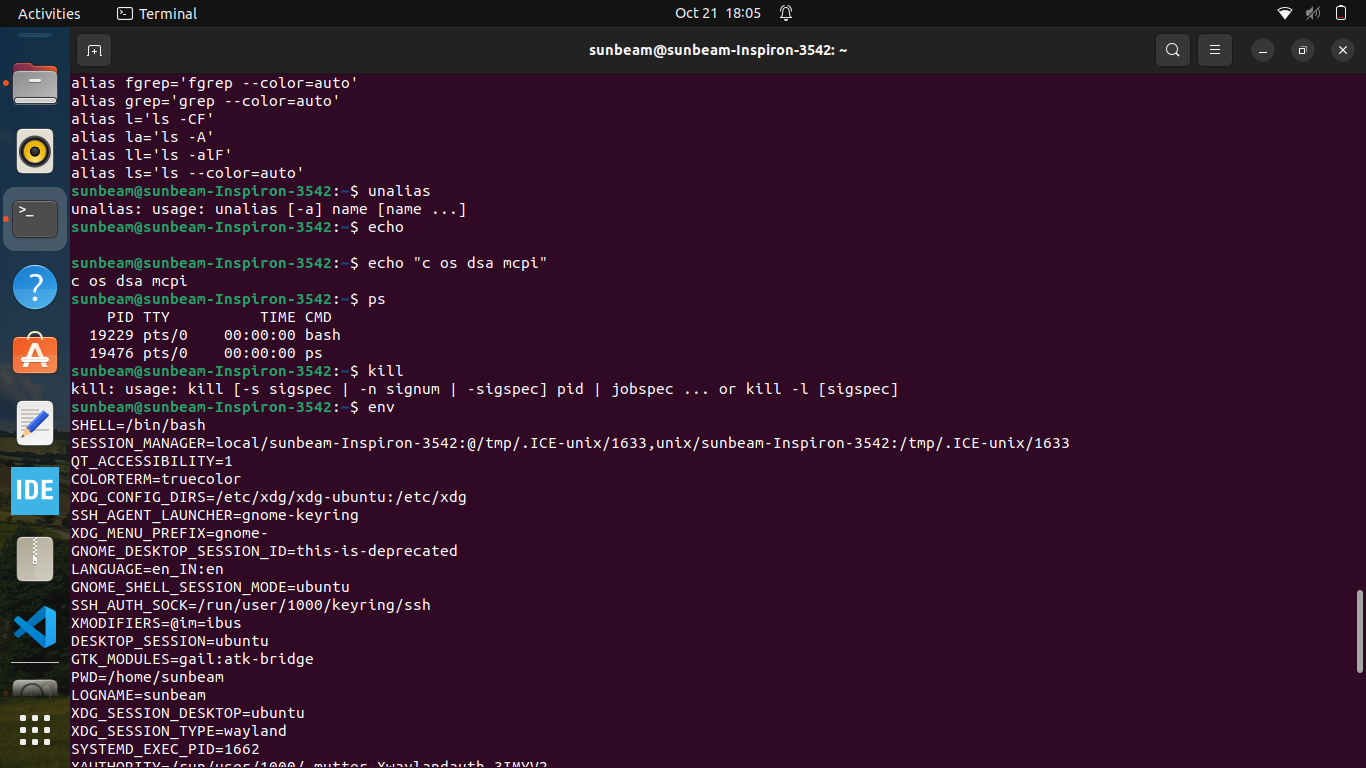 Activities
Terminal
Oct 21 18:05
sunbeam@sunbeam-Inspiron-3542: ~
alias fgrep='fgrep --color=auto'
alias grep='grep --color=auto'
alias l='ls -CF'
alias la='ls -A'
alias ll='ls -alF'
alias ls='ls --color=auto'
sunbeam@sunbeam-Inspiron-3542:~$ unalias
unalias: usage: unalias [-a] name [name ...]
sunbeam@sunbeam-Inspiron-3542:~$ echo
sunbeam@sunbeam-Inspiron-3542:~$ echo "c os dsa mcpi"
c os dsa mcpi
sunbeam@sunbeam-Inspiron-3542:~$ ps
PID TTY          TIME CMD
19229 pts/0    00:00:00 bash
19476 pts/0    00:00:00 ps
sunbeam@sunbeam-Inspiron-3542:~$ kill
kill: usage: kill [-s sigspec | -n signum | -sigspec] pid | jobspec ... or kill -l [sigspec]
sunbeam@sunbeam-Inspiron-3542:~$ env
SHELL=/bin/bash
SESSION_MANAGER=local/sunbeam-Inspiron-3542:@/tmp/.ICE-unix/1633,unix/sunbeam-Inspiron-3542:/tmp/.ICE-unix/1633
QT_ACCESSIBILITY=1
COLORTERM=truecolor
XDG_CONFIG_DIRS=/etc/xdg/xdg-ubuntu:/etc/xdg
SSH_AGENT_LAUNCHER=gnome-keyring
XDG_MENU_PREFIX=gnome-
GNOME_DESKTOP_SESSION_ID=this-is-deprecated
LANGUAGE=en_IN:en
GNOME_SHELL_SESSION_MODE=ubuntu
SSH_AUTH_SOCK=/run/user/1000/keyring/ssh
XMODIFIERS=@im=ibus
DESKTOP_SESSION=ubuntu
GTK_MODULES=gail:atk-bridge
PWD=/home/sunbeam
LOGNAME=sunbeam
XDG_SESSION_DESKTOP=ubuntu
XDG_SESSION_TYPE=wayland
SYSTEMD_EXEC_PID=1662
IDE